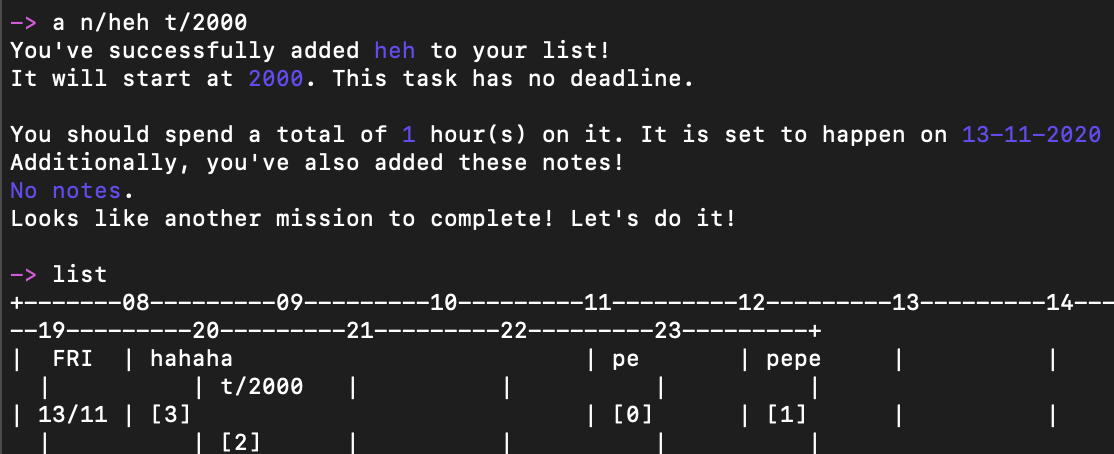 —> a n/heh t/2000
You've successfully added heh to your list!
It will start at 2000. This task has no deadline.
You should spend a total of 1 hour(s) on it. It is set to happen on 13-11-2020
Additionally, you've also added these notes!
No notes.
Looks like another mission to complete! Let's do it!
—> list
+-------08---------09---------10---------11---------12---------13---------14---
--19---------20---------21---------22---------23---------+
|  FRI  | hahaha                         | pe       | pepe     |          |
  |          | t/2000   |          |          |          |
| 13/11 | [3]                            | [0]      | [1]      |          |
  |          | [2]      |          |          |          |